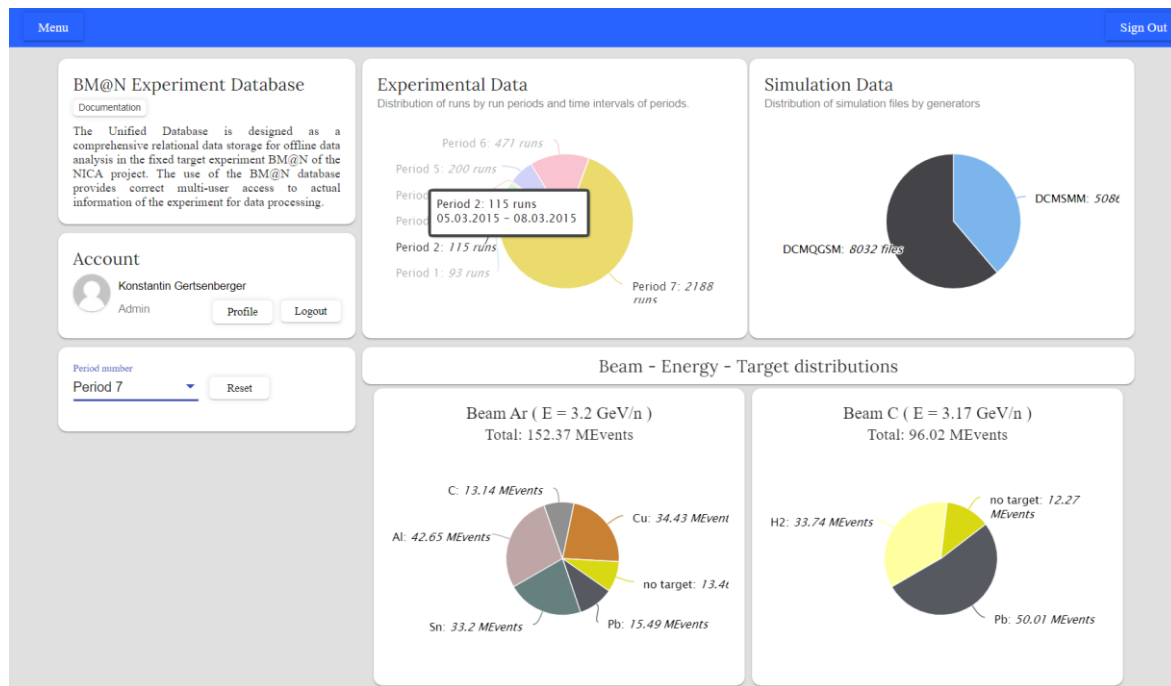 Menu
Sign Out
BM@N Experiment Database
Documentation
The Unified Database is designed as a
comprehensive relational data storage for offline data
analysis in the fixed target experiment BM@N of the
NICA project. The use of the BM@N database
provides correct multi-user access to actual
information of the experiment for data processing.
Account
Konstantin Gertsenberger
Admin
Profile
Logout
Period number
Period 7
Reset
Experimental Data
Distribution of runs by run periods and time intervals of periods.
Period 6: 471 runs
Period 5: 200 runs
Period
Period
Period 2: 115 runs
05.03.2015 - 08.03.2015
Period 2: 115 runs
Period 1: 93 runs
Period 7: 2188
runs
Simulation Data
Distribution of simulation files by generators
DCMSMM: 508
DCMQGSM: 8032 files
Beam - Energy - Target distributions
Beam Ar ( E = 3.2 GeV/n )
Total: 152.37 MEvents
C: 13.14 MEvents
Cu: 34.43 MEvent
Al: 42.65 MEvents
no target: 13.4
Sn: 33.2 MEvents
Pb: 15.49 MEvents
Beam C ( E = 3.17 GeV/n )
Total: 96.02 MEvents
no target: 12.27
MEvents
H2: 33.74 MEvents
Pb: 50.01 MEvents